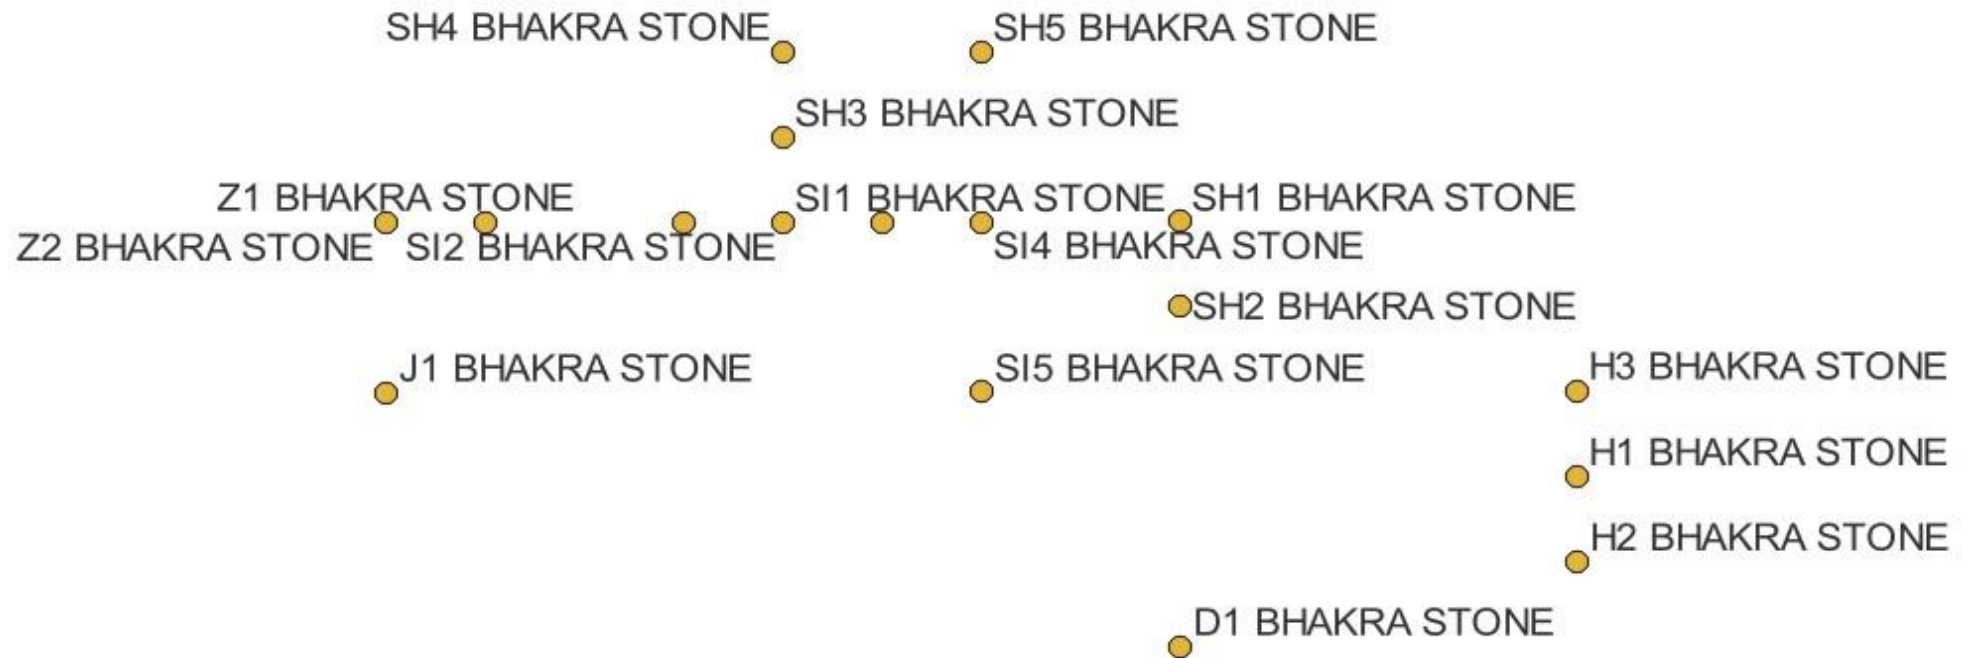 SH4 BHAKRA STONE
SH5 BHAKRA STONE
SH3 BHAKRA STONE
Z1 BHAKRA STONE
SI1 BHAKRA STONE
SH1 BHAKRA STONE
Z2 BHAKRA STONE
SI2 BHAKRA STONE
SI4 BHAKRA STONE
SH2 BHAKRA STONE
J1 BHAKRA STONE
SI5 BHAKRA STONE
H3 BHAKRA STONE
H1 BHAKRA STONE
H2 BHAKRA STONE
D1 BHAKRA STONE